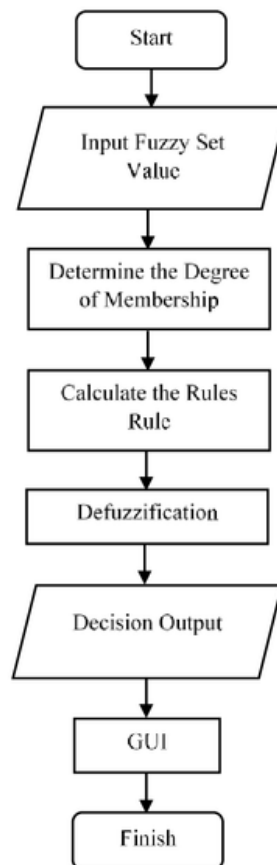 Start
Input Fuzzy Set
Value
Determine the Degree
of Membership
Calculate the Rules
Rule
Defuzzification
Decision Output
GUI
Finish